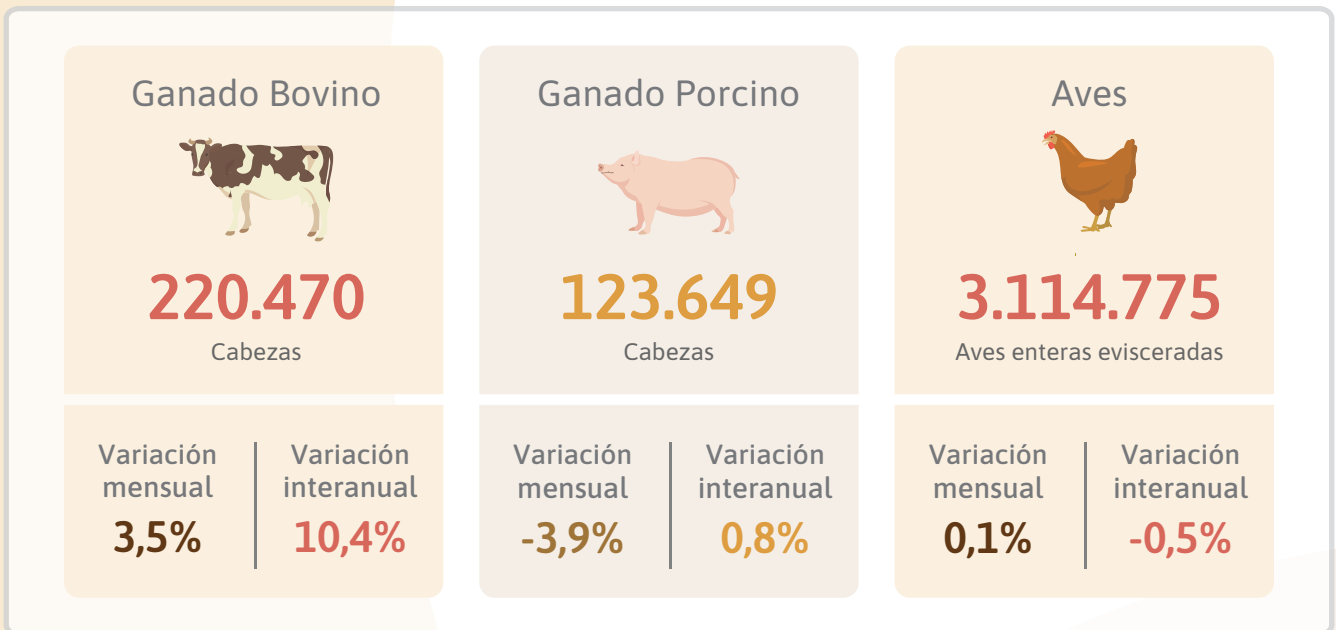 Ganado Bovino
220.470
Cabezas
Variación
mensual
3,5%
Variación
interanual
10,4%
Ganado Porcino
123.649
Cabezas
Variación
mensual
-3,9%
Variación
interanual
0,8%
Aves
3.114.775
Aves enteras evisceradas
Variación
mensual
0,1%
Variación
interanual
-0,5%